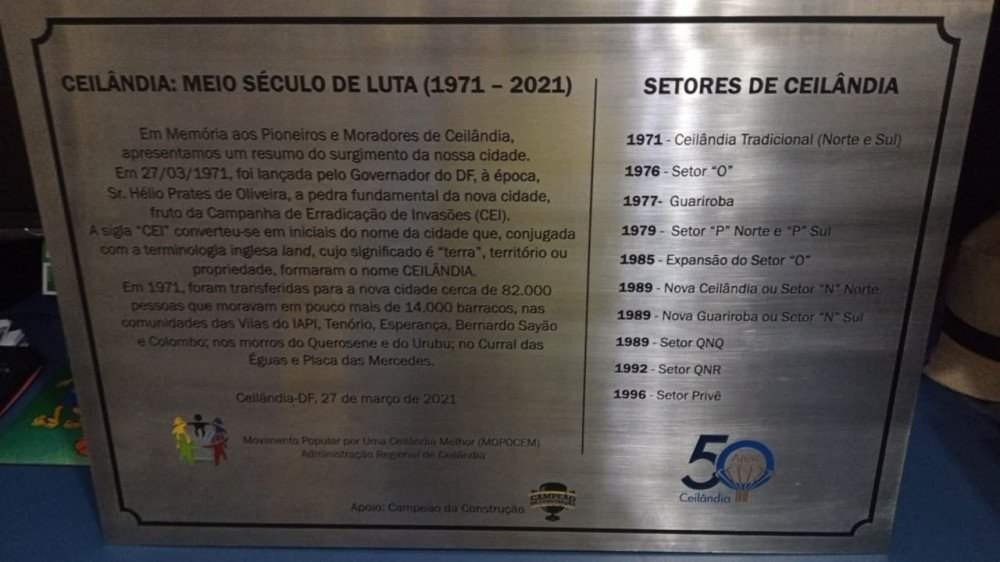 CEILÂNDIA: MEIO SÉCULO DE LUTA (1971 – 2021)
Em Memória aos Pioneiros e Moradores de Ceilândia,
apresentamos um resumo do surgimento da nossa cidade.
Em 27/03/1971, foi lançada pelo Governador do DF, à época,
Sr. Hélio Prates de Oliveira, a pedra fundamental da nova cidade,
fruto da Campanha de Erradicação de Invasões (CEI).
A sigla "CEI" converteu-se em iniciais do nome da cidade que, conjugada
com a terminologia inglesa land, cujo significado é "terra", território ou
propriedade, formaram o nome CEILÂNDIA.
Em 1971, foram transferidas para a nova cidade cerca de 82.000
pessoas que moravam em pouco mais de 14.000 barracos, nas
comunidades das Vilas do IAPI, Tenório, Esperança, Bernardo Sayão
e Colombo; nos morros do Querosene e do Urubu; no Curral das
Éguas e Placa das Mercedes.
Ceilândia-DF, 27 de março de 2021
Movimento Popular por Uma Ceilândia Melhor (MOPOCEM)
Administração Regional de Ceilândia
Apoio: Campeão da Construção
CAMPEÃO
DA CONSTRUÇÃO
SETORES DE CEILÂNDIA
1971 - Ceilândia Tradicional (Norte e Sul)
1976 - Setor "O"
1977- Guariroba
1979 - Setor "P" Norte e "P" Sul
1985 - Expansão do Setor "O"
1989 - Nova Ceilândia ou Setor "N" Norte
1989 - Nova Guariroba ou Setor "N" Sul
1989 - Setor QNQ
1992 - Setor QNR
1996 - Setor Privê
50
Anos
Ceilândia